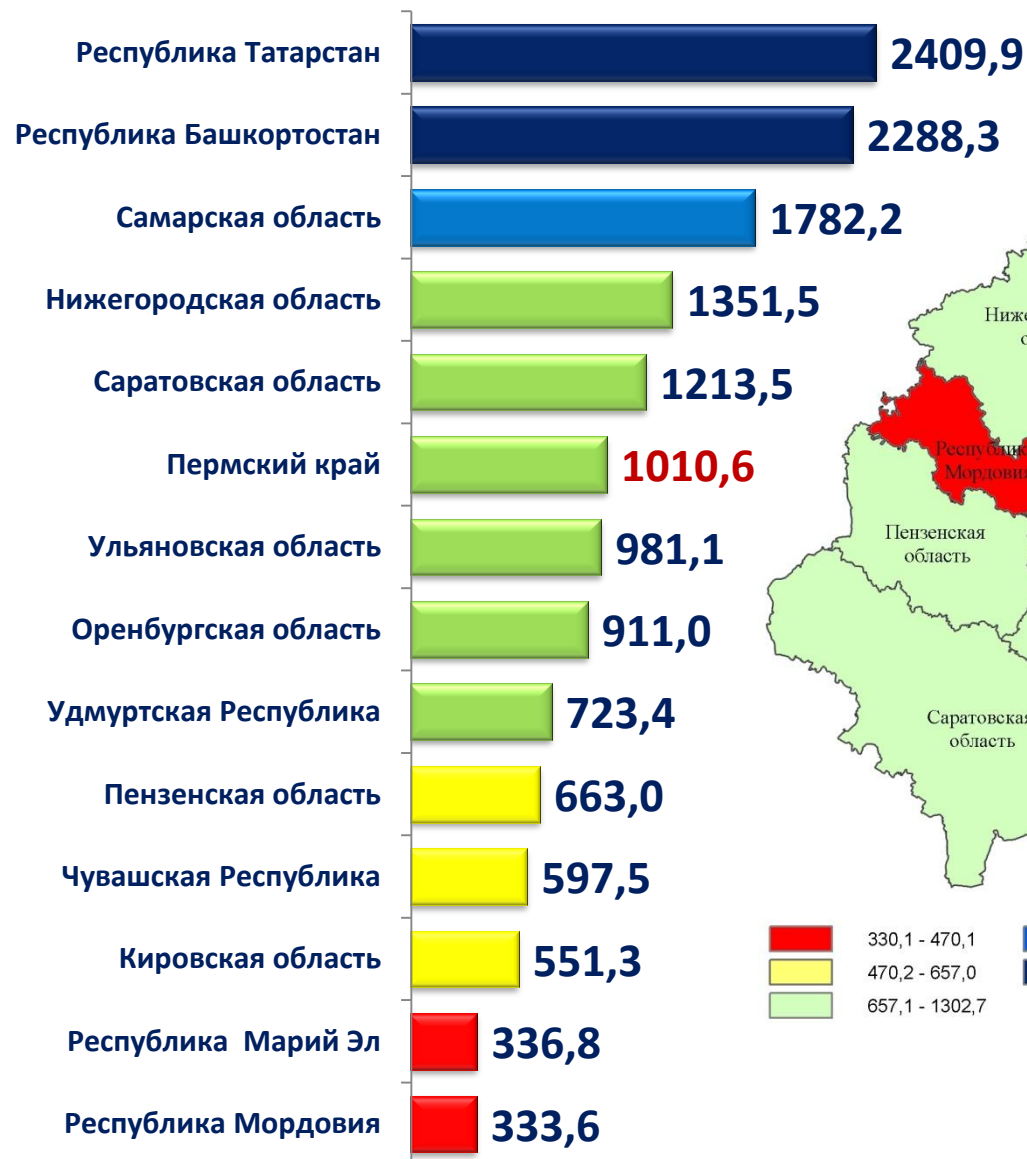 Республика Татарстан 2409,9
Республика Башкортостан 2288,3
Самарская область 1782,2
Нижегородская область 1351,5
Саратовская область 1213,5
Пермский край 1010,6
Ульяновская область 981,1
Оренбургская область 911,0
Удмуртская Республика 723,4
Пензенская область 663,0
Чувашская Республика 597,5
Кировская область 551,3
Республика Марий Эл 336,8
Республика Мордовия 333,6
Ниже
о
Республик
Мордовия
Пензенская
область
Саратовская
область
330,1 - 470,1
470,2 - 657,0
657,1 - 1302,7